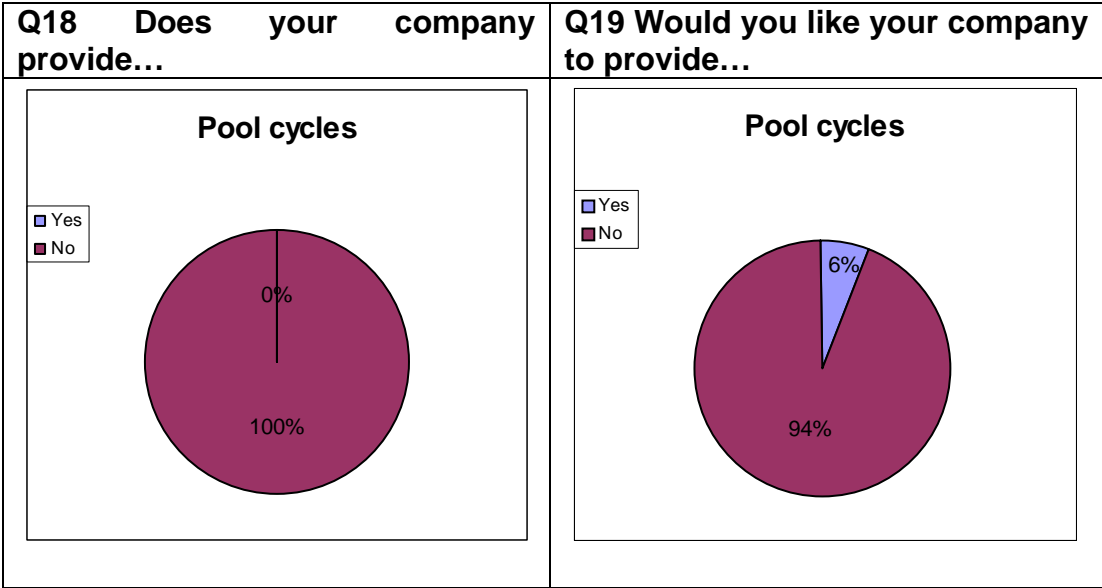 Q18 Does your company
provide…
Q19 Would you like your company
to provide…
Pool cycles
Yes
No
0%
100%
Pool cycles
Yes
No
6%
94%